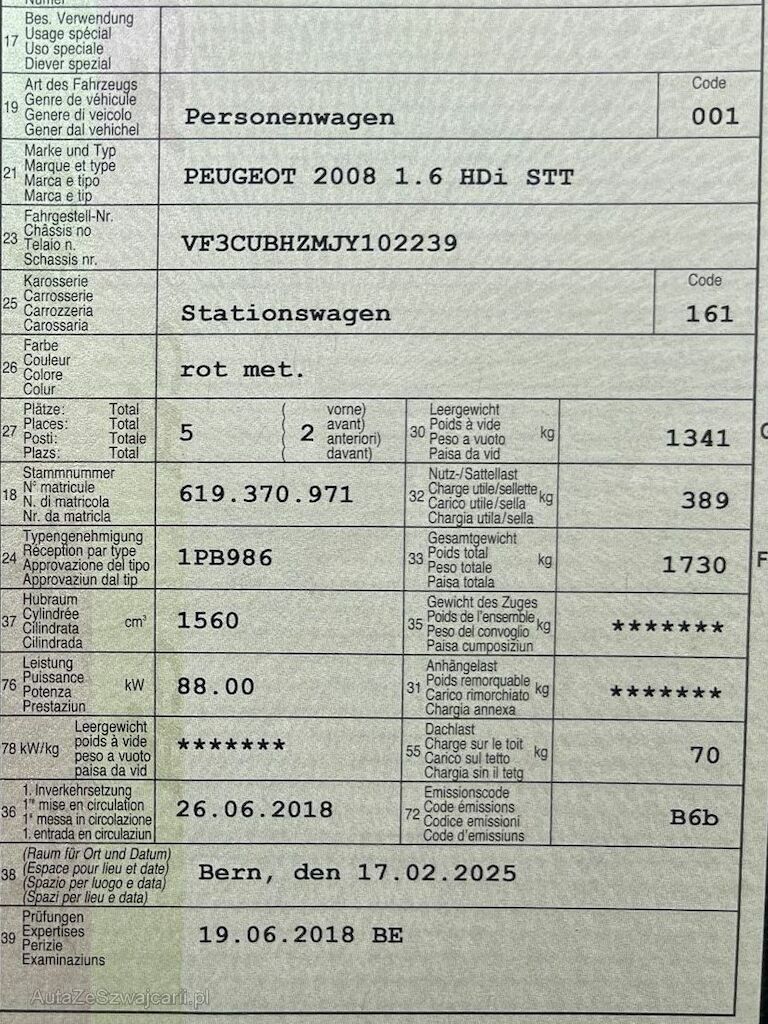 17 Bes. Verwendung
Usage spécial
Uso speciale
Diever spezial
19 Art des Fahrzeugs
Genre de véhicule
Genere di veicolo
Gener dal vehichel
Personenwagen
Code
001
21 Marke und Typ
Marque et type
Marca e tipo
Marca e tip
PEUGEOT 2008 1.6 HDi STT
23 Fahrgestell-Nr.
Châssis no
Telaio n.
Schassis nr.
VF3CUBHZMJY102239
25 Karosserie
Carrosserie
Carrozzeria
Carossaria
Stationswagen
Code
161
26 Farbe
Couleur
Colore
Colur
rot met.
27 Plätze: Total
Places: Total
Posti: Totale
Plazs: Total
5 ( 2 vorne)
avant)
anteriori)
davant)
30 Leergewicht
Poids à vide
Peso a vuoto
Paisa da vid
kg
1341
18 Stammnummer
N° matricule
N. di matricola
Nr. da matricla
619.370.971
32 Nutz-/Sattellast
Charge utile/sellette
Carico utile/sella
Chargia utila/sella
kg
389
24 Typengenehmigung
Réception par type
Approvazione del tipo
Approvaziun dal tip
1PB986
33 Gesamtgewicht
Poids total
Peso totale
Paisa totala
kg
1730
F
37 Hubraum
Cylindrée
Cilindrata
Cilindrada
cm³
1560
35 Gewicht des Zuges
Poids de l'ensemble
Peso del convoglio
Paisa cumposiziun
kg
*******
76 Leistung
Puissance
Potenza
Prestaziun
kW
88.00
31 Anhängelast
Poids remorquable
Carico rimorchiato
Chargia annexa
kg
*******
78 kW/kg Leergewicht
poids à vide
peso a vuoto
paisa da vid
*******
55 Dachlast
Charge sur le toit
Carico sul tetto
Chargia sin il tetg
kg
70
36 1. Inverkehrsetzung
1re mise en circulation
1a messa in circolazione
1. entrada en circulaziun
26.06.2018
72 Emissionscode
Code émissions
Codice emissioni
Code d'emissiuns
B6b
38 (Raum für Ort und Datum)
(Espace pour lieu et date)
(Spazio per luogo e data)
(Spazi per lieu e data)
Bern, den 17.02.2025
39 Prüfungen
Expertises
Perizie
Examinaziuns
19.06.2018 BE
AutaZeSzwajcarii.pl